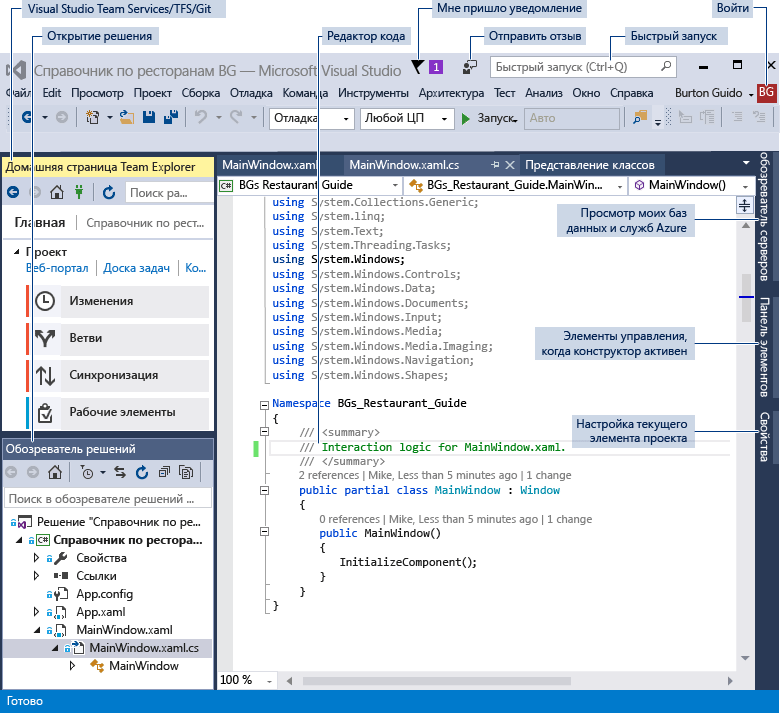 Visual Studio Team Services/TFS/Git
Мне пришло уведомление
Войти
Открытие решения
Редактор кода
Отправить отзыв
Быстрый запуск
Справочник по ресторанам BG — Microsoft Visual Studio
1
Быстрый запуск (Ctrl+Q)
Файл Edit Просмотр Проект Сборка Отладка Команда Инструменты Архитектура Тест Анализ Окно Справка Burton Guido BG
Отладка Любой ЦП Запуск Авто
Домашняя страница Team Explorer
Поиск ра...
Главная Справочник по рест...
Проект
Веб-портал Доска задач Ко...
Изменения
Ветви
Синхронизация
Рабочие элементы
Обозреватель решений
Поиск в обозревателе решений ...
Решение "Справочник по ре...
C# Справочник по рестора...
Свойства
Ссылки
App.config
App.xaml
MainWindow.xaml
MainWindow.xaml.cs
MainWindow
MainWindow.xaml MainWindow.xaml.cs Представление классов
C# BGs Restaurant Guide BGs_Restaurant_Guide.MainWin... MainWindow()
using System.Collections.Generic;
using System.linq;
using System.Text;
using System.Threading.Tasks;
using System.Windows;
using System.Windows.Controls;
using System.Windows.Data;
using System.Windows.Documents;
using System.Windows.Input;
using System.Windows.Media;
using System.Windows.Media.Imaging;
using System.Windows.Navigation;
using System.Windows.Shapes;
Namespace BGs_Restaurant_Guide
{
/// <summary>
/// Interaction logic for MainWindow.xaml.
/// </summary>
2 references | Mike, Less than 5 minutes ago | 1 change
public partial class MainWindow : Window
{
0 references | Mike, Less than 5 minutes ago | 1 change
public MainWindow()
{
InitializeComponent();
}
}
}
100 %
Просмотр моих баз
данных и служб Azure
Элементы управления,
когда конструктор активен
Настройка текущего
элемента проекта
обозреватель серверов
Панель элементов
Свойства
Готово